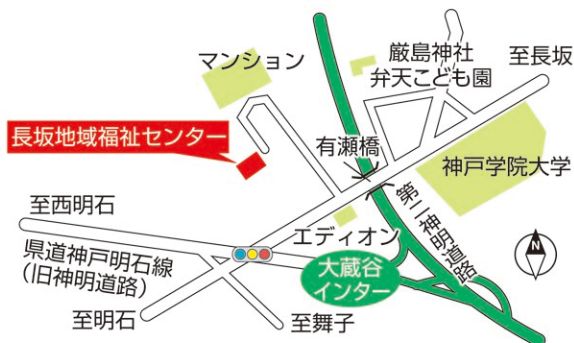 マンション
厳島神社
弁天こども園
至長坂
長坂地域福祉センター
有瀬橋
神戸学院大学
至西明石
第二神明道路
エディオン
県道神戸明石線
(旧神明道路)
大蔵谷
インター
N
至明石
至舞子